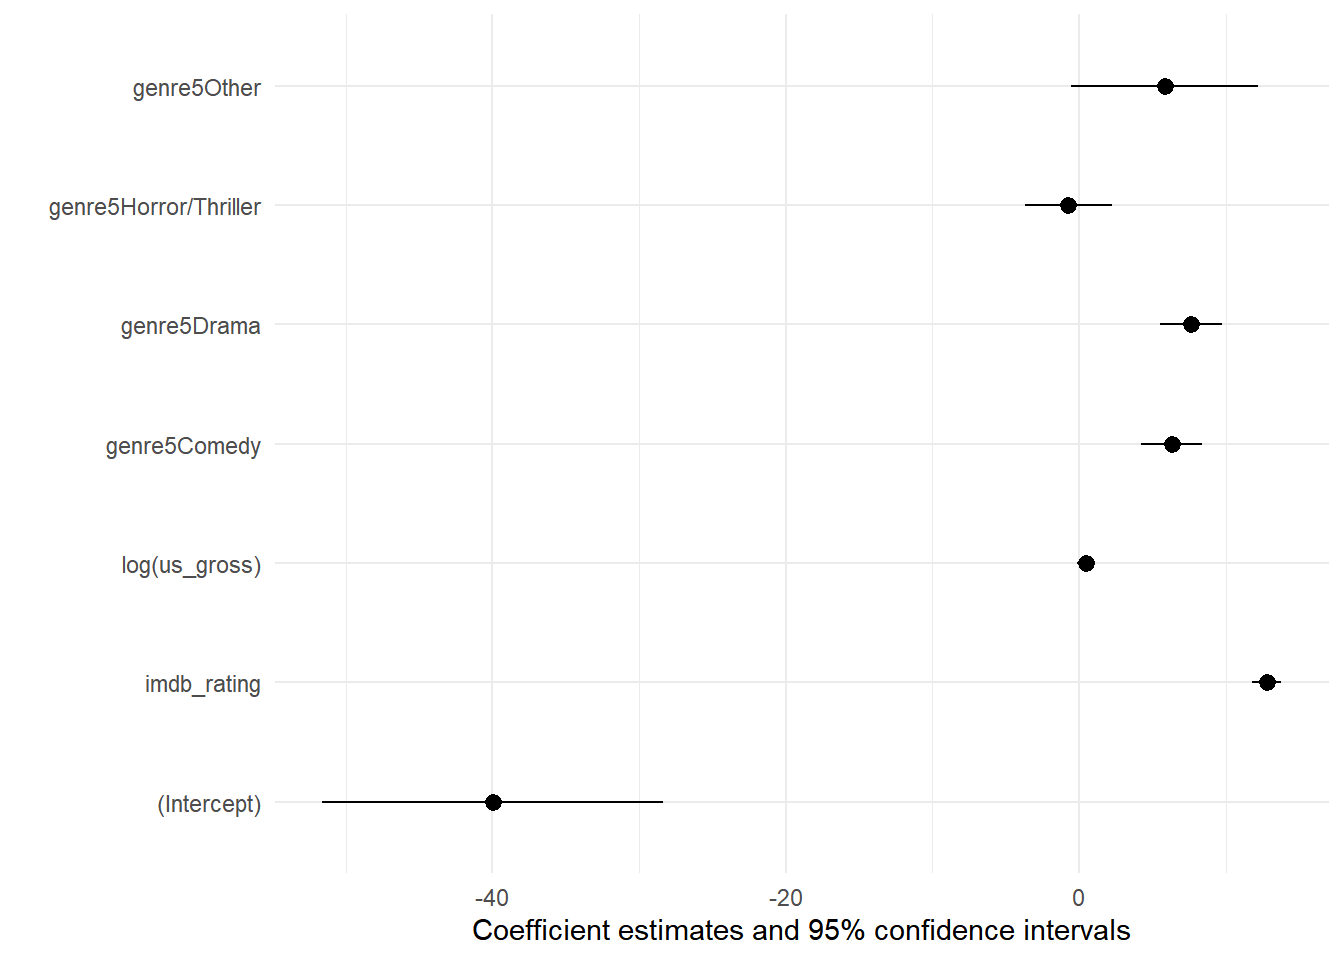 genre5Other
genre5Horror/Thriller
genre5Drama
genre5Comedy
log(us_gross)
imdb_rating
(Intercept)
-40 -20 0
Coefficient estimates and 95% confidence intervals